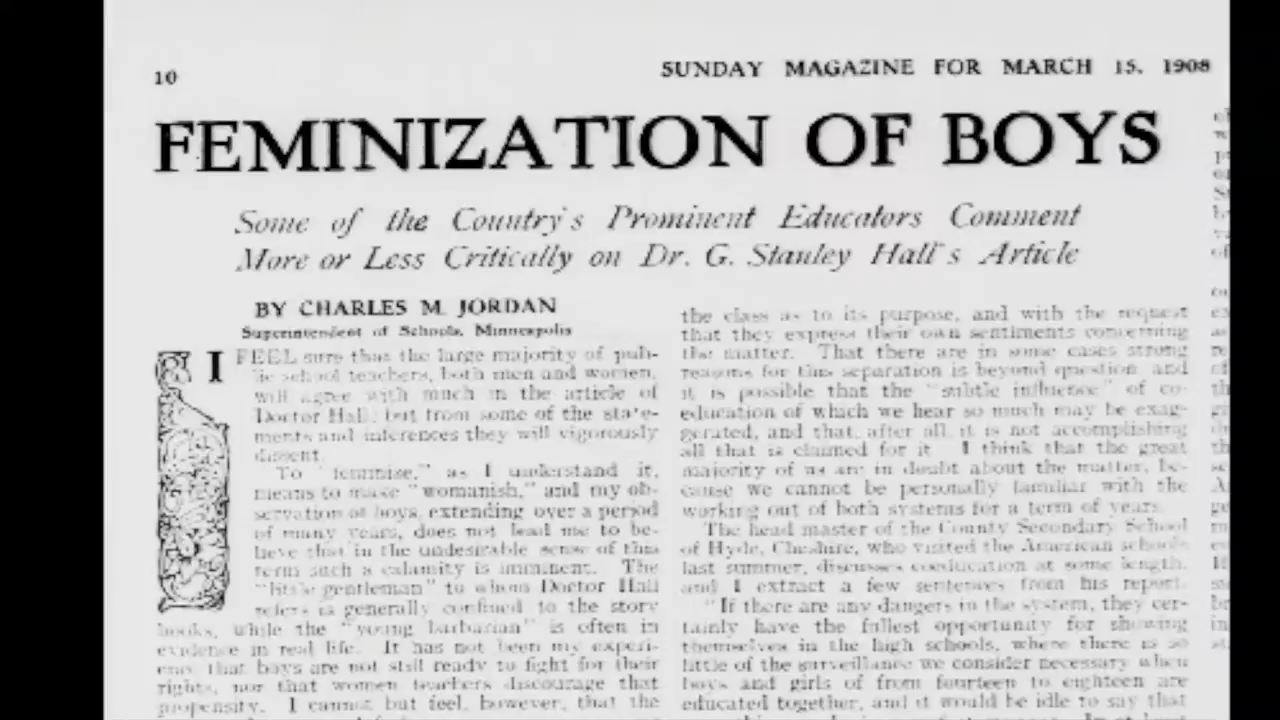 10
SUNDAY MAGAZINE FOR MARCH 15, 1908
FEMINIZATION OF BOYS
Some of the Country's Prominent Educators Comment
More or Less Critically on Dr. G. Stanley Hall's Article
BY CHARLES M. JORDAN
Superintendent of Schools, Minneapolis
I FEEL sure that the large majority of pub-
lic school teachers, both men and women,
will agree with much in the article of
Doctor Hall; but from some of the state-
ments and inferences they will vigorously
dissent.
To "feminise," as I understand it,
means to make "womanish," and my ob-
servation of boys, extending over a period
of many years, does not lead me to be-
lieve that in the undesirable sense of this
term such a calamity is imminent. The
"little gentleman" to whom Doctor Hall
refers is generally confined to the story
books, while the "young barbarian" is often in
evidence in real life. It has not been my experi-
ence that boys are not still ready to fight for their
rights, nor that women teachers discourage that
propensity. I cannot but feel, however, that the
the class as to its purpose, and with the request
that they express their own sentiments concerning
the matter. That there are in some cases strong
reasons for this separation is beyond question, and
it is possible that the "subtle influence" of co-
education of which we hear so much may be exag-
gerated, and that, after all, it is not accomplishing
all that is claimed for it. I think that the great
majority of us are in doubt about the matter, be-
cause we cannot be personally familiar with the
working out of both systems for a term of years.
The head master of the County Secondary School
of Hyde, Cheshire, who visited the American schools
last summer, discusses coeducation at some length,
and I extract a few sentences from his report.
"If there are any dangers in the system, they cer-
tainly have the fullest opportunity for showing
themselves in the high schools, where there is so
little of the surveillance we consider necessary when
boys and girls of from fourteen to eighteen are
educated together, and it would be idle to say that